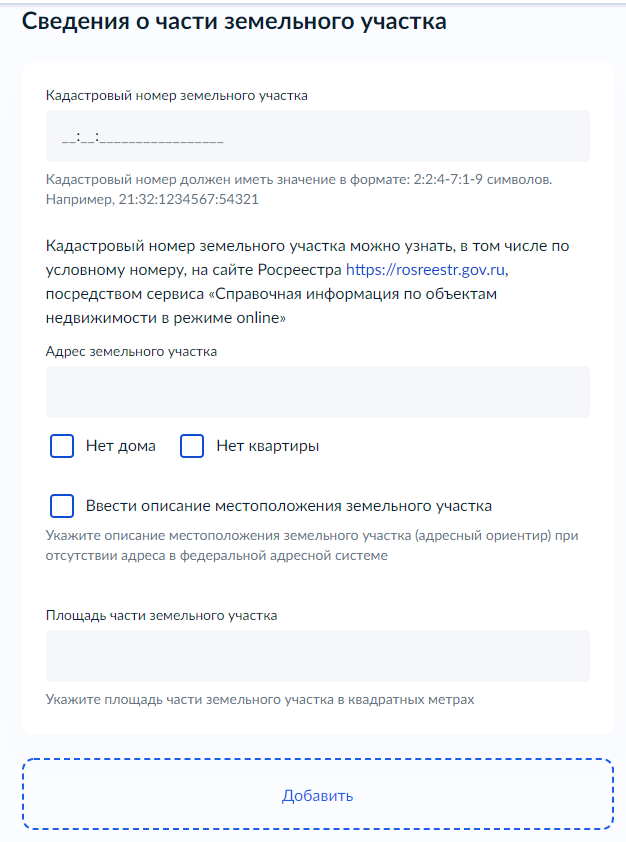 Сведения о части земельного участка
Кадастровый номер земельного участка
__:__:_________________
Кадастровый номер должен иметь значение в формате: 2:2:4-7:1-9 символов.
Например, 21:32:1234567:54321
Кадастровый номер земельного участка можно узнать, в том числе по
условному номеру, на сайте Росреестра https://rosreestr.gov.ru,
посредством сервиса «Справочная информация по объектам
недвижимости в режиме online»
Адрес земельного участка
Нет дома Нет квартиры
Ввести описание местоположения земельного участка
Укажите описание местоположения земельного участка (адресный ориентир) при
отсутствии адреса в федеральной адресной системе
Площадь части земельного участка
Укажите площадь части земельного участка в квадратных метрах
Добавить